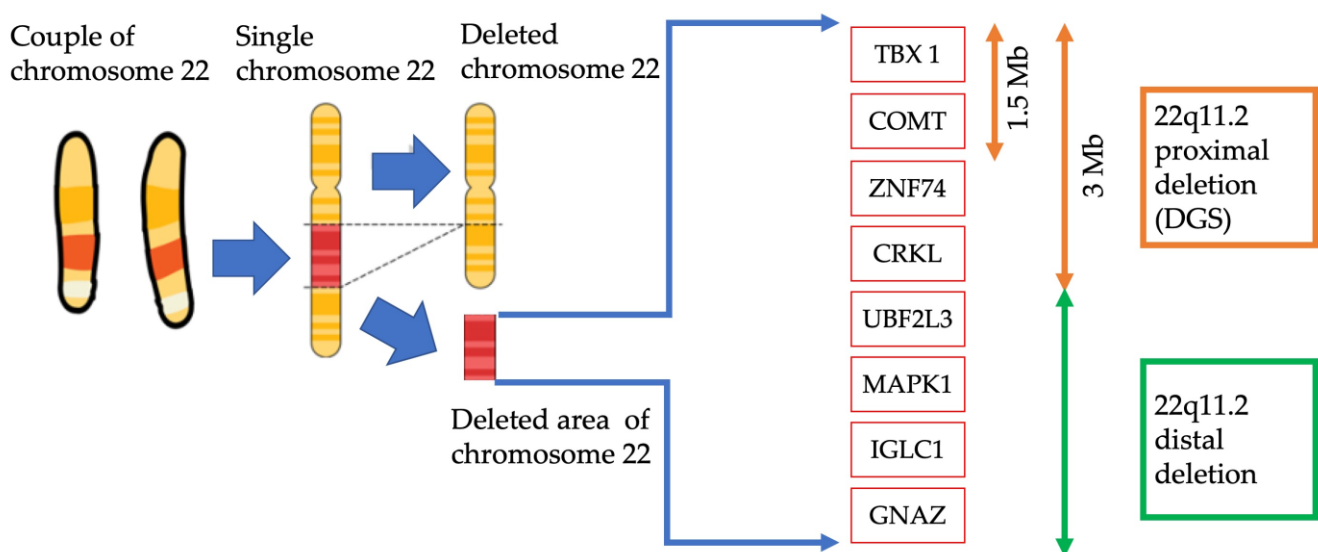 Couple of
chromosome 22
Single
chromosome 22
Deleted
chromosome 22
Deleted area of
chromosome 22
TBX 1
COMT
ZNF74
CRKL
UBF2L3
MAPK1
IGLC1
GNAZ
1.5 Mb
3 Mb
22q11.2
proximal
deletion
(DGS)
22q11.2
distal
deletion